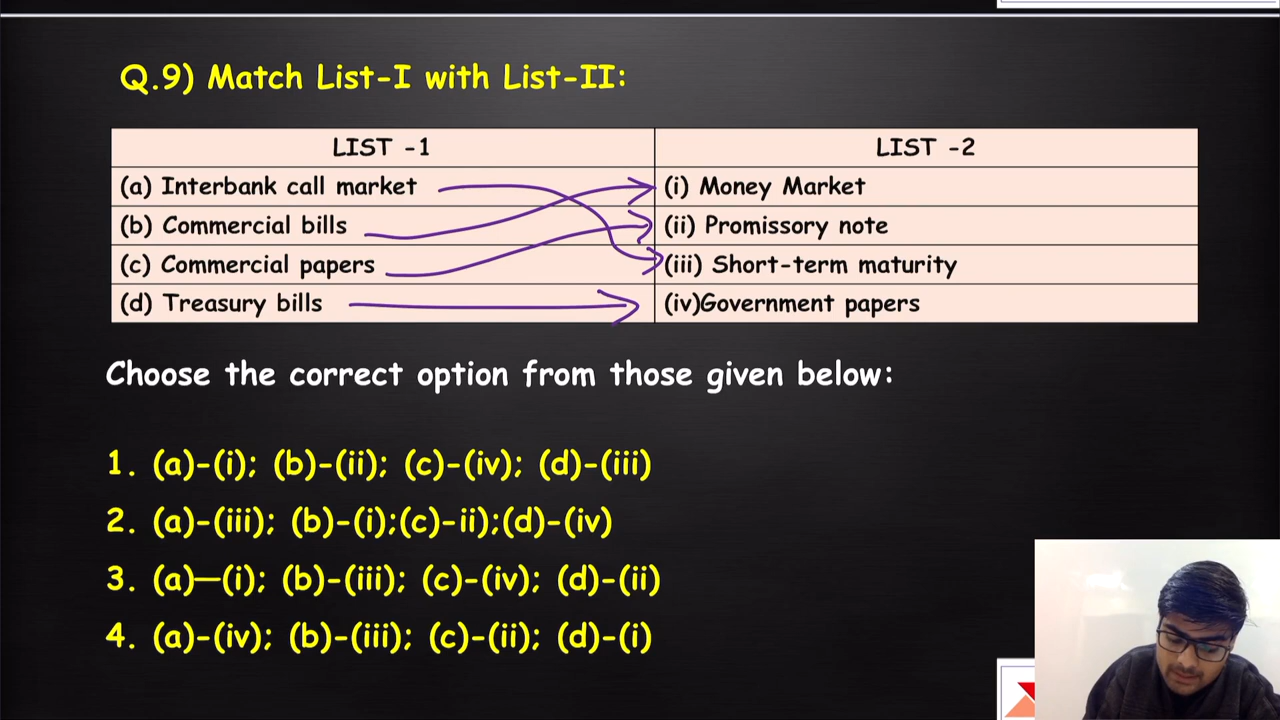 Q.9) Match List-I with List-II:
LIST -1 LIST -2
(a) Interbank call market (i) Money Market
(b) Commercial bills (ii) Promissory note
(c) Commercial papers (iii) Short-term maturity
(d) Treasury bills (iv)Government papers
Choose the correct option from those given below:
1. (a)-(i); (b)-(ii); (c)-(iv); (d)-(iii)
2. (a)-(iii); (b)-(i);(c)-ii);(d)-(iv)
3. (a)—(i); (b)-(iii); (c)-(iv); (d)-(ii)
4. (a)-(iv); (b)-(iii); (c)-(ii); (d)-(i)